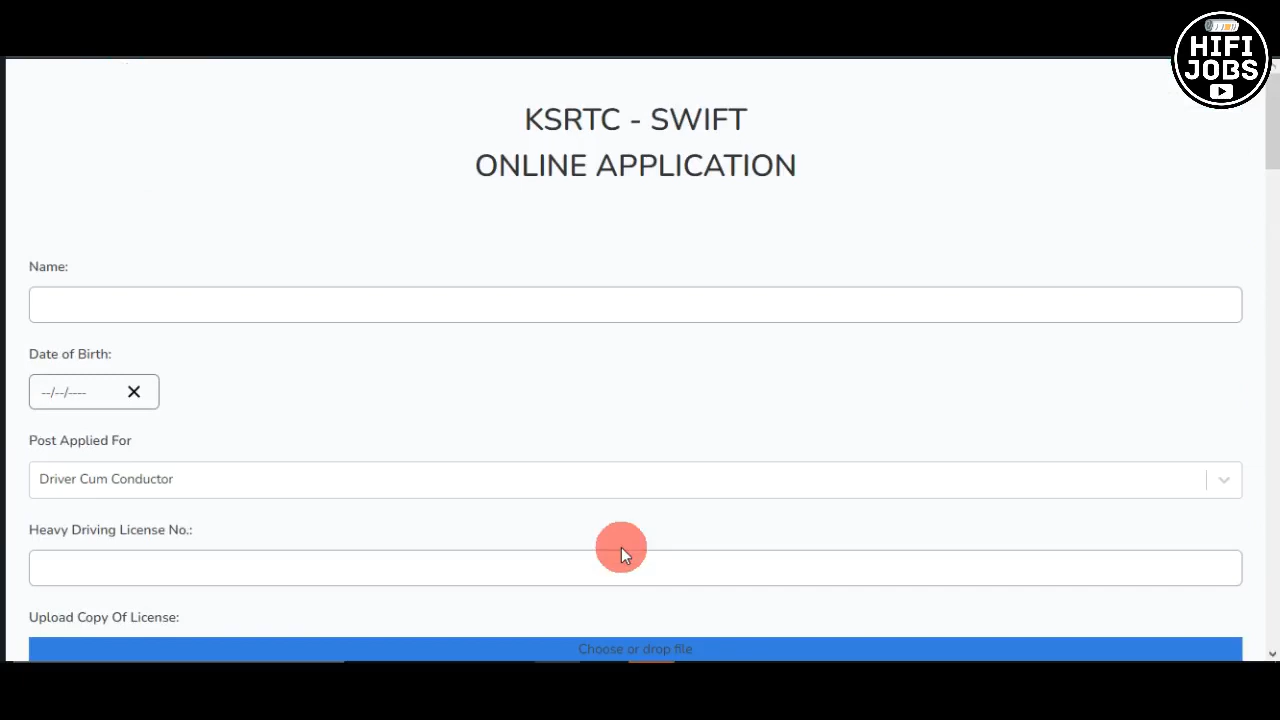 HIFI
JOBS
KSRTC - SWIFT
ONLINE APPLICATION
Name:
Date of Birth:
--/--/----
Post Applied For
Driver Cum Conductor
Heavy Driving License No.:
Upload Copy Of License:
Choose or drop file